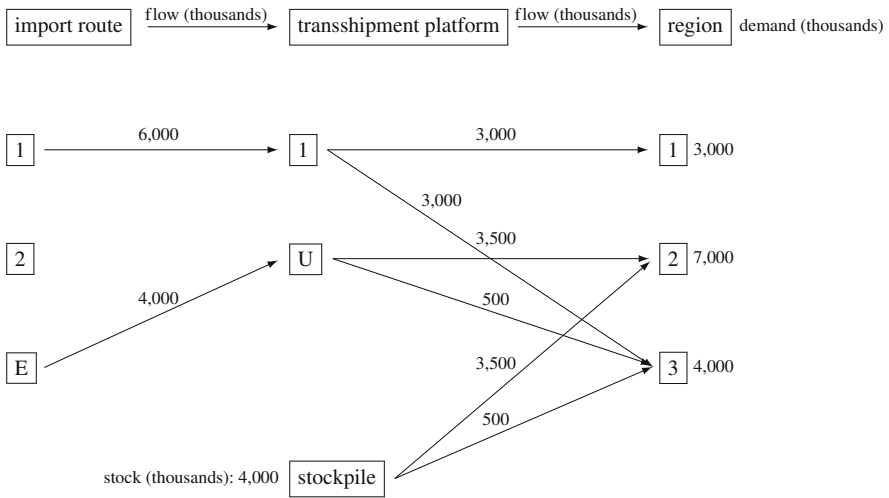 import route flow (thousands) transshipment platform flow (thousands) region demand (thousands)
6,000 3,000
1 1 1 3,000
3,000
3,500
2 U 2 7,000
4,000 500
3,500
E 3 4,000
500
stock (thousands): 4,000 stockpile